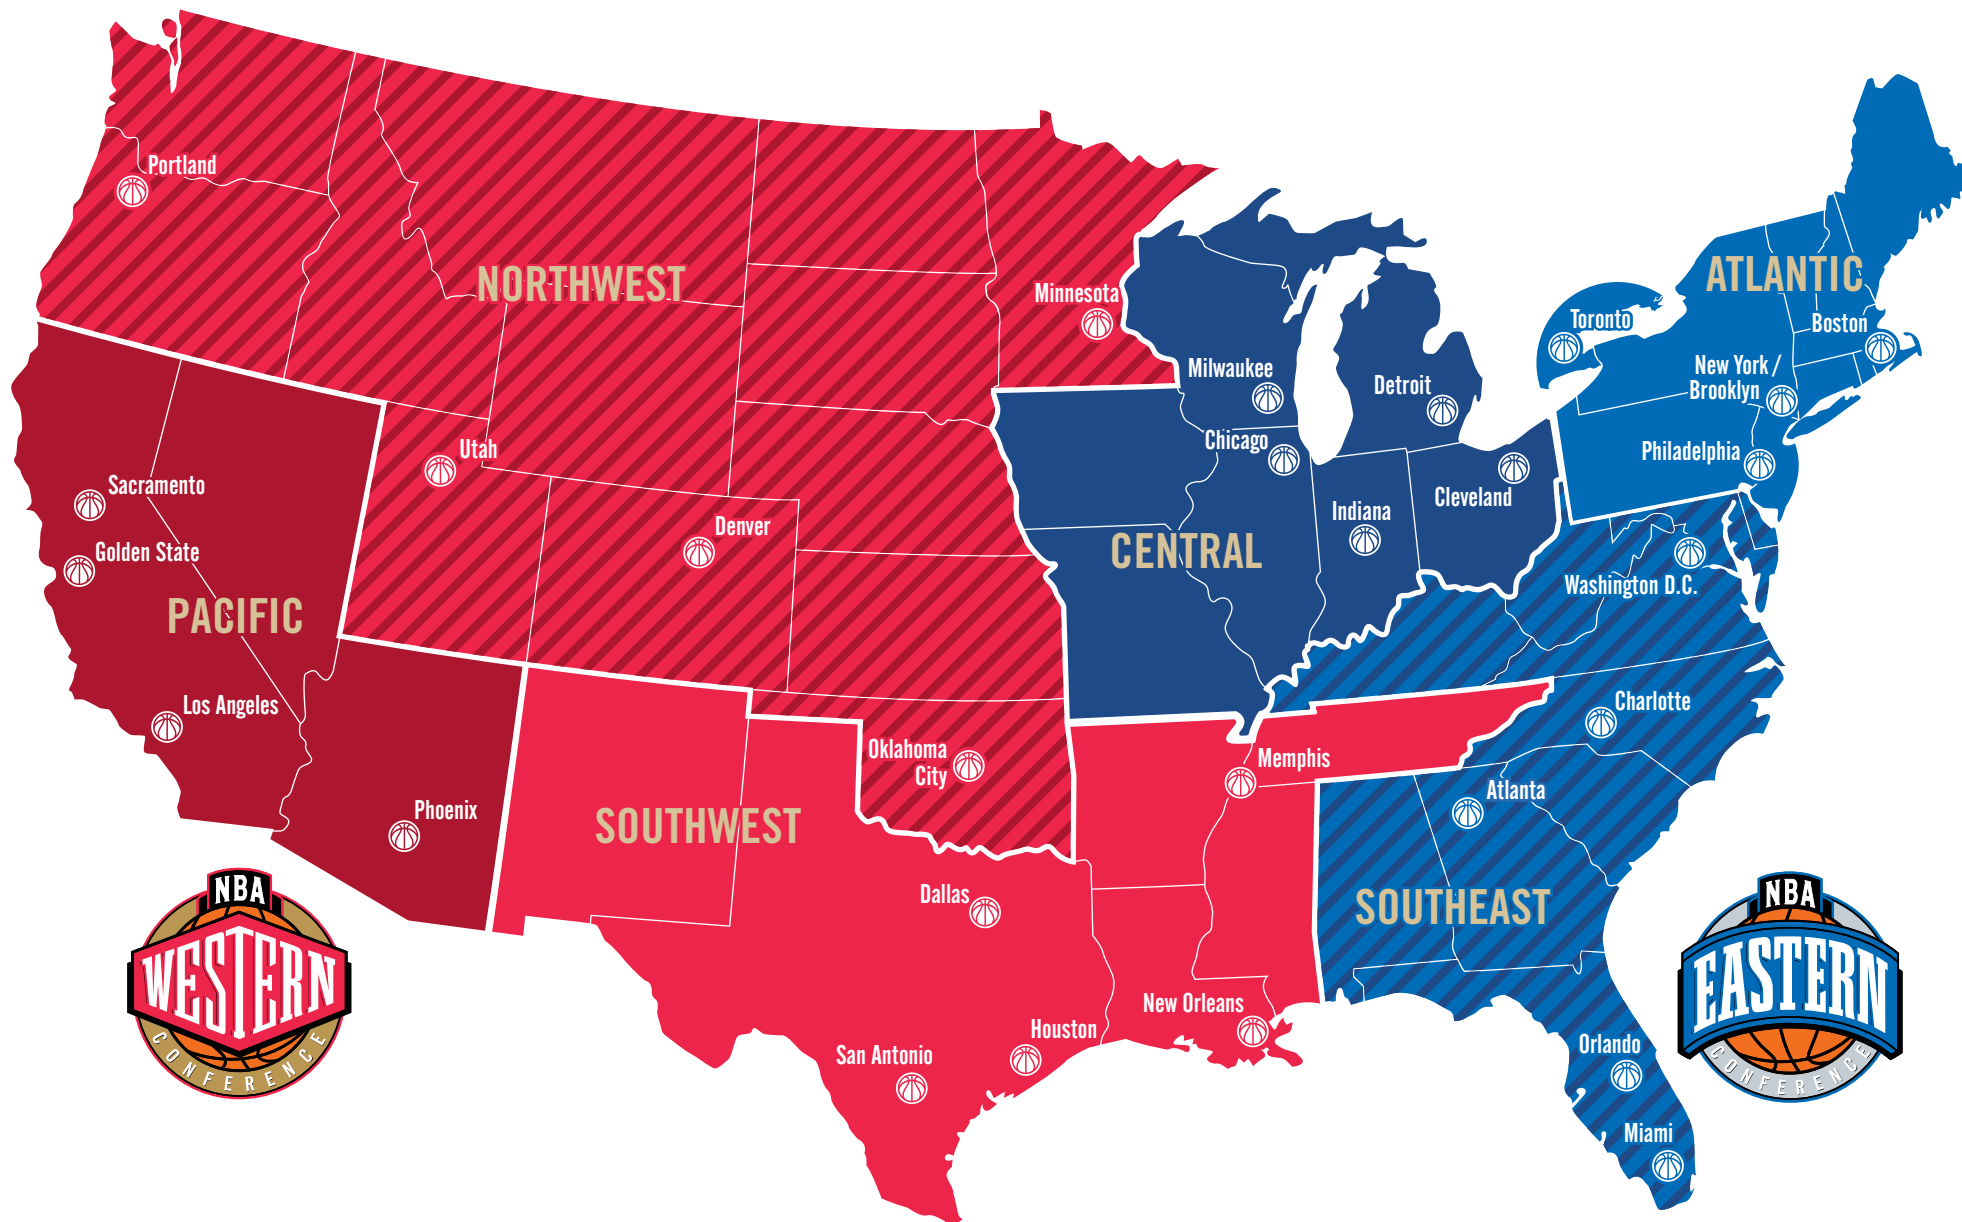 Portland
NORTHWEST
Minnesota
ATLANTIC
Toronto
Boston
New York /
Brooklyn
Milwaukee
Detroit
Philadelphia
Chicago
Cleveland
Utah
Sacramento
Golden State
Denver
Indiana
CENTRAL
Washington D.C.
PACIFIC
Los Angeles
Charlotte
Oklahoma
City
Memphis
Phoenix
Atlanta
SOUTHWEST
Dallas
SOUTHEAST
NBA
WESTERN
CONFERENCE
NBA
EASTERN
CONFERENCE
New Orleans
Houston
San Antonio
Orlando
Miami